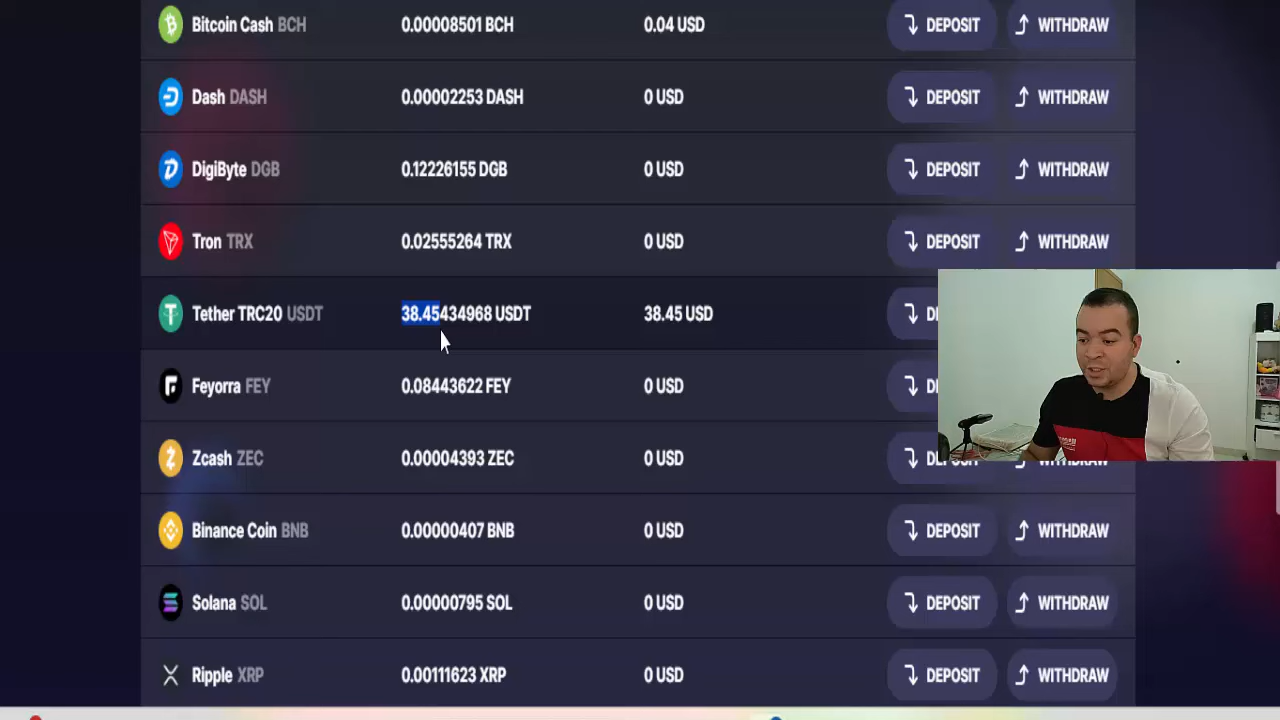 Bitcoin Cash BCH 0.00008501 BCH 0.04 USD DEPOSIT WITHDRAW
Dash DASH 0.00002253 DASH 0 USD DEPOSIT WITHDRAW
DigiByte DGB 0.12226155 DGB 0 USD DEPOSIT WITHDRAW
Tron TRX 0.02555264 TRX 0 USD DEPOSIT WITHDRAW
Tether TRC20 USDT 38.45434968 USDT 38.45 USD
Feyorra FEY 0.08443622 FEY 0 USD
Zcash ZEC 0.00004393 ZEC 0 USD
Binance Coin BNB 0.00000407 BNB 0 USD DEPOSIT WITHDRAW
Solana SOL 0.00000795 SOL 0 USD DEPOSIT WITHDRAW
Ripple XRP 0.00111623 XRP 0 USD DEPOSIT WITHDRAW